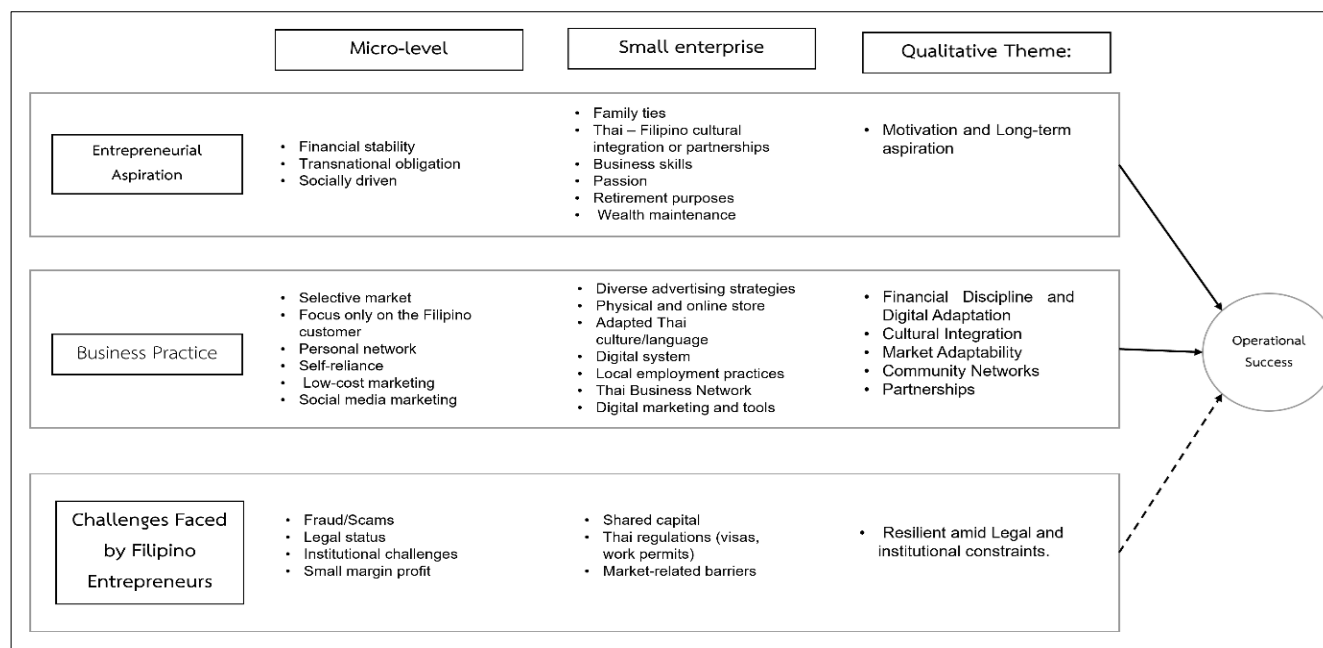 Micro-level
Small enterprise
Qualitative Theme:
Entrepreneurial
Aspiration
• Financial stability
• Transnational obligation
• Socially driven
• Family ties
• Thai – Filipino cultural
integration or partnerships
• Business skills
• Passion
• Retirement purposes
• Wealth maintenance
• Motivation and Long-term
aspiration
Business Practice
• Selective market
• Focus only on the Filipino
customer
• Personal network
• Self-reliance
• Low-cost marketing
• Social media marketing
• Diverse advertising strategies
• Physical and online store
• Adapted Thai
culture/language
• Digital system
• Local employment practices
• Thai Business Network
• Digital marketing and tools
• Financial Discipline and
Digital Adaptation
• Cultural Integration
• Market Adaptability
• Community Networks
• Partnerships
Operational
Success
Challenges Faced
by Filipino
Entrepreneurs
• Fraud/Scams
• Legal status
• Institutional challenges
• Small margin profit
• Shared capital
• Thai regulations (visas,
work permits)
• Market-related barriers
• Resilient amid Legal and
institutional constraints.